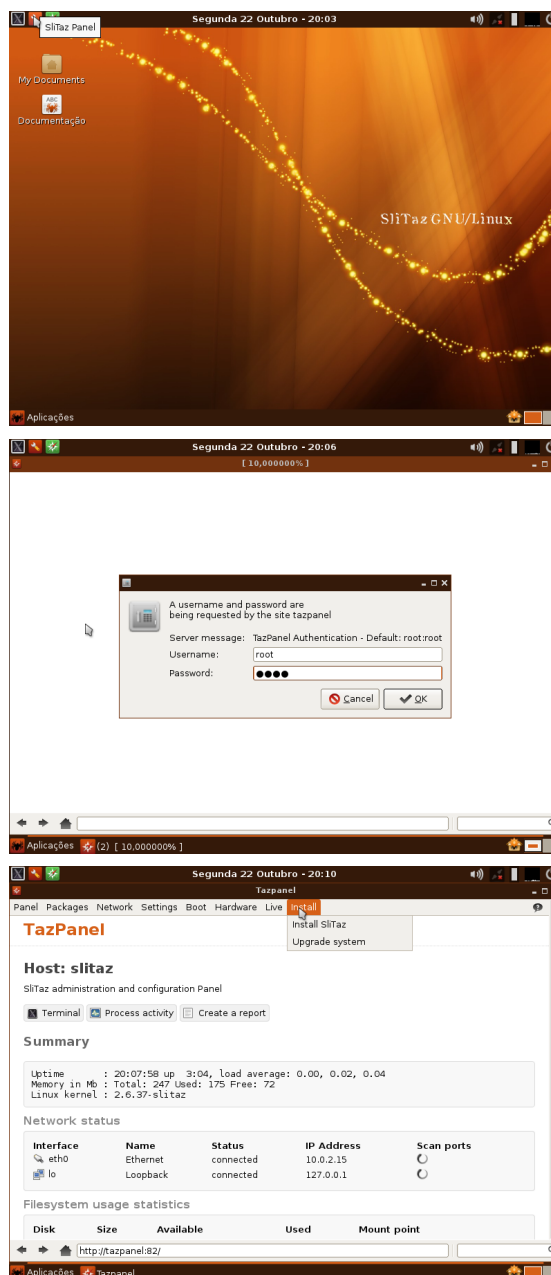 Segunda 22 Outubro - 20:03
SliTaz Panel
My Documents
ABC
Documentação
SliTaz GNU/Linux
Aplicações
Segunda 22 Outubro - 20:06
[ 10,000000% ]
A username and password are
being requested by the site tazpanel
Server message: TazPanel Authentication - Default: root:root
Username: root
Password: ●●●●
Cancel OK
Aplicações (2) [ 10,000000% ]
Segunda 22 Outubro - 20:10
Tazpanel
Panel Packages Network Settings Boot Hardware Live Install
Install SliTaz
Upgrade system
TazPanel
Host: slitaz
SliTaz administration and configuration Panel
Terminal Process activity Create a report
Summary
Uptime : 20:07:58 up 3:04, load average: 0.00, 0.02, 0.04
Memory in Mb : Total: 247 Used: 175 Free: 72
Linux kernel : 2.6.37-slitaz
Network status
Interface Name Status IP Address Scan ports
eth0 Ethernet connected 10.0.2.15
lo Loopback connected 127.0.0.1
Filesystem usage statistics
Disk Size Available Used Mount point
http://tazpanel:82/
Aplicações Tazpanel